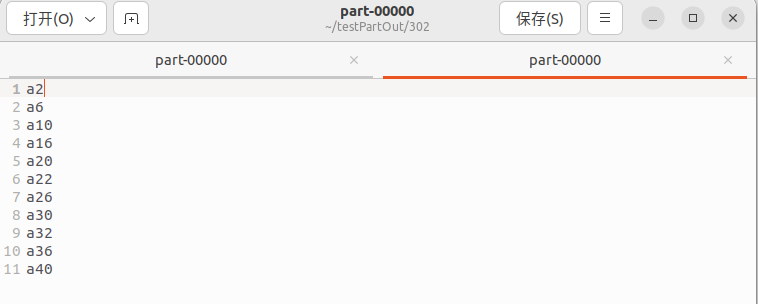 打开(O)
part-00000
~/testPartOut/302
保存(S)
part-00000
part-00000
1 a2
2 a6
3 a10
4 a16
5 a20
6 a22
7 a26
8 a30
9 a32
10 a36
11 a40